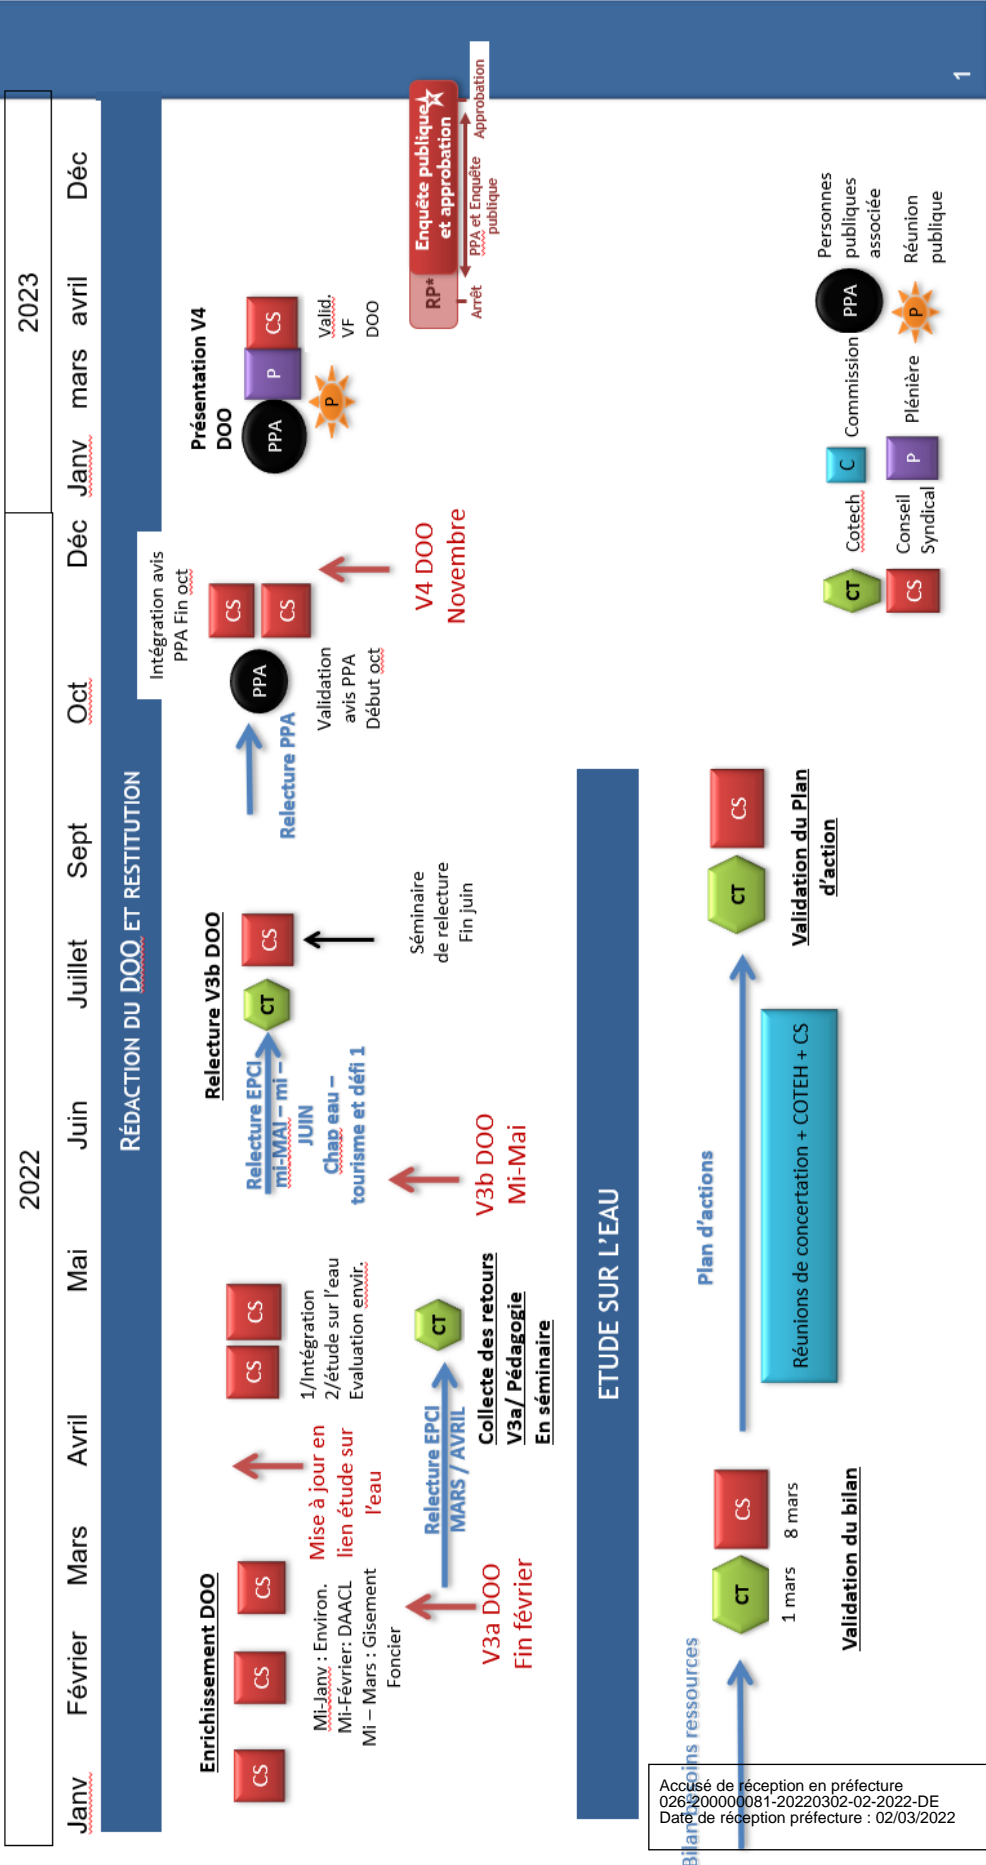 2022
2023
Janv
Février
Mars
Avril
Mai
Juin
Juillet
Sept
Oct
Déc
Janv
mars
avril
Déc
RÉDACTION DU DOO ET RESTITUTION
Enrichissement DOO
CS
CS
CS
Mi-Janv : Environ.
Mi-Février: DAACL
Mi – Mars : Gisement
Foncier
V3a DOO
Fin février
Mise à jour en
lien étude sur
l'eau
Relecture EPCI
MARS / AVRIL
CS
CS
1/Intégration
2/étude sur l'eau
Evaluation envir.
CT
Collecte des retours
V3a/ Pédagogie
En séminaire
V3b DOO
Mi-Mai
Relecture EPCI
mi-MAI – mi –
JUIN
Chap eau –
tourisme et défi 1
Relecture V3b DOO
CT
CS
Séminaire
de relecture
Fin juin
Relecture PPA
PPA
Validation
avis PPA
Début oct
Intégration avis
PPA Fin oct
CS
CS
V4 DOO
Novembre
Présentation V4
DOO
PPA
P
CS
P
Valid.
VF
DOO
RP*
Enquête publique
et approbation
Arrêt
PPA et Enquête
publique
Approbation
ETUDE SUR L'EAU
Bilan besoins ressources
CT
CS
1 mars
8 mars
Validation du bilan
Plan d'actions
Réunions de concertation + COTEH + CS
CT
CS
Validation du Plan
d'action
CT
Cotech
C
Commission
PPA
Personnes
publiques
associée
CS
Conseil
Syndical
P
Plénière
P
Réunion
publique
1
Accusé de réception en préfecture
026-200000081-20220302-02-2022-DE
Date de réception préfecture : 02/03/2022